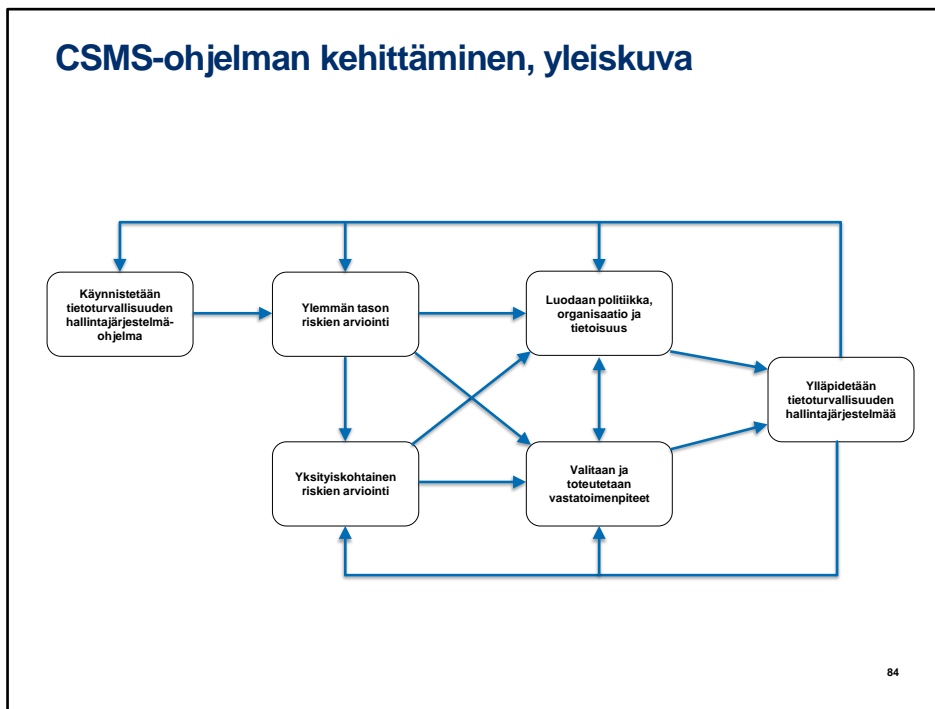 CSMS-ohjelman kehittäminen, yleiskuva
Käynnistetään
tietoturvallisuuden
hallintajärjestelmä-
ohjelma
Ylemmän tason
riskien arviointi
Luodaan politiikka,
organisaatio ja
tietoisuus
Ylläpidetään
tietoturvallisuuden
hallintajärjestelmää
Yksityiskohtainen
riskien arviointi
Valitaan ja
toteutetaan
vastatoimenpiteet
84